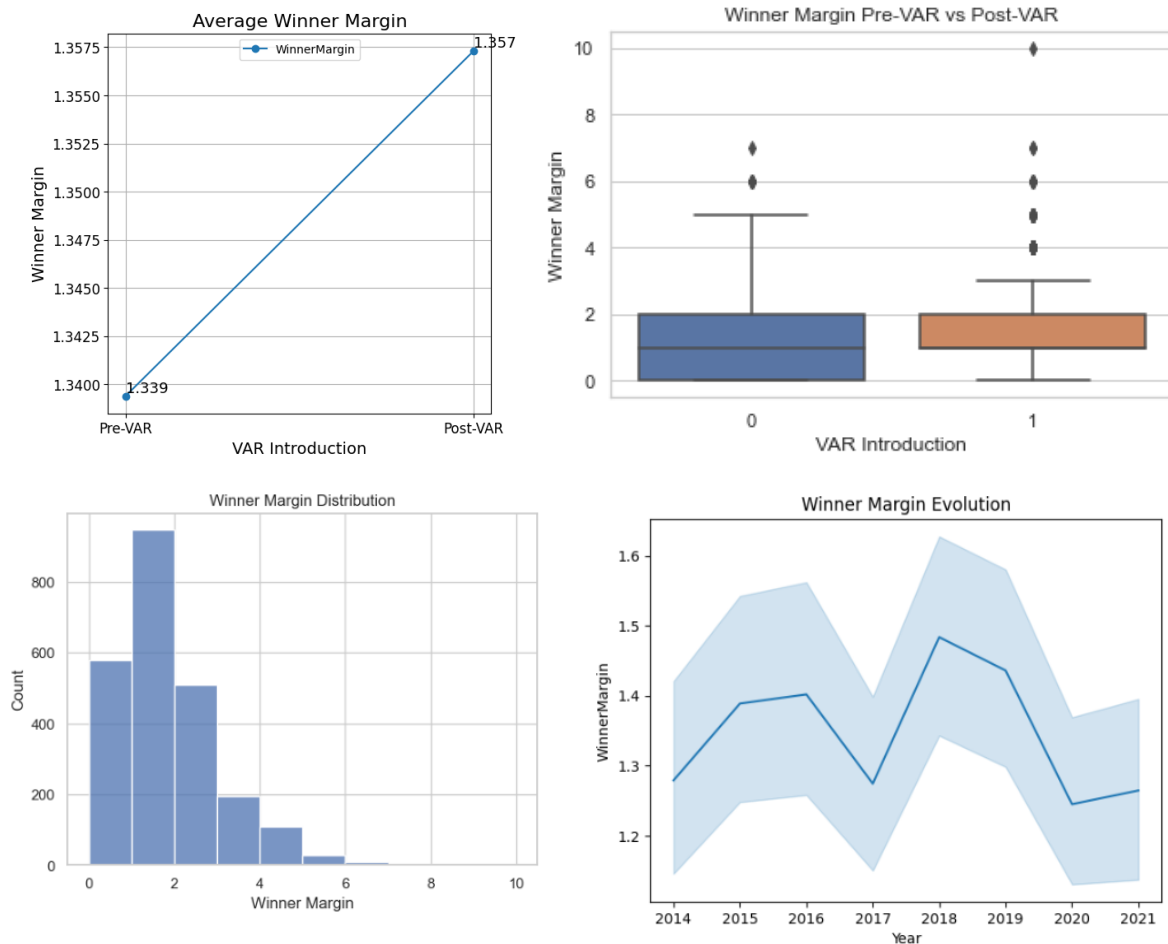 Average Winner Margin
1.3575
1.3550
1.3525
1.3500
1.3475
1.3450
1.3425
1.3400
Winner Margin
WinnerMargin
1.357
1.339
Pre-VAR
Post-VAR
VAR Introduction
Winner Margin Pre-VAR vs Post-VAR
10
8
6
4
2
0
Winner Margin
0 1
VAR Introduction
Winner Margin Distribution
800
600
400
200
0
Count
0 2 4 6 8 10
Winner Margin
Winner Margin Evolution
1.6
1.5
1.4
1.3
1.2
WinnerMargin
2014 2015 2016 2017 2018 2019 2020 2021
Year